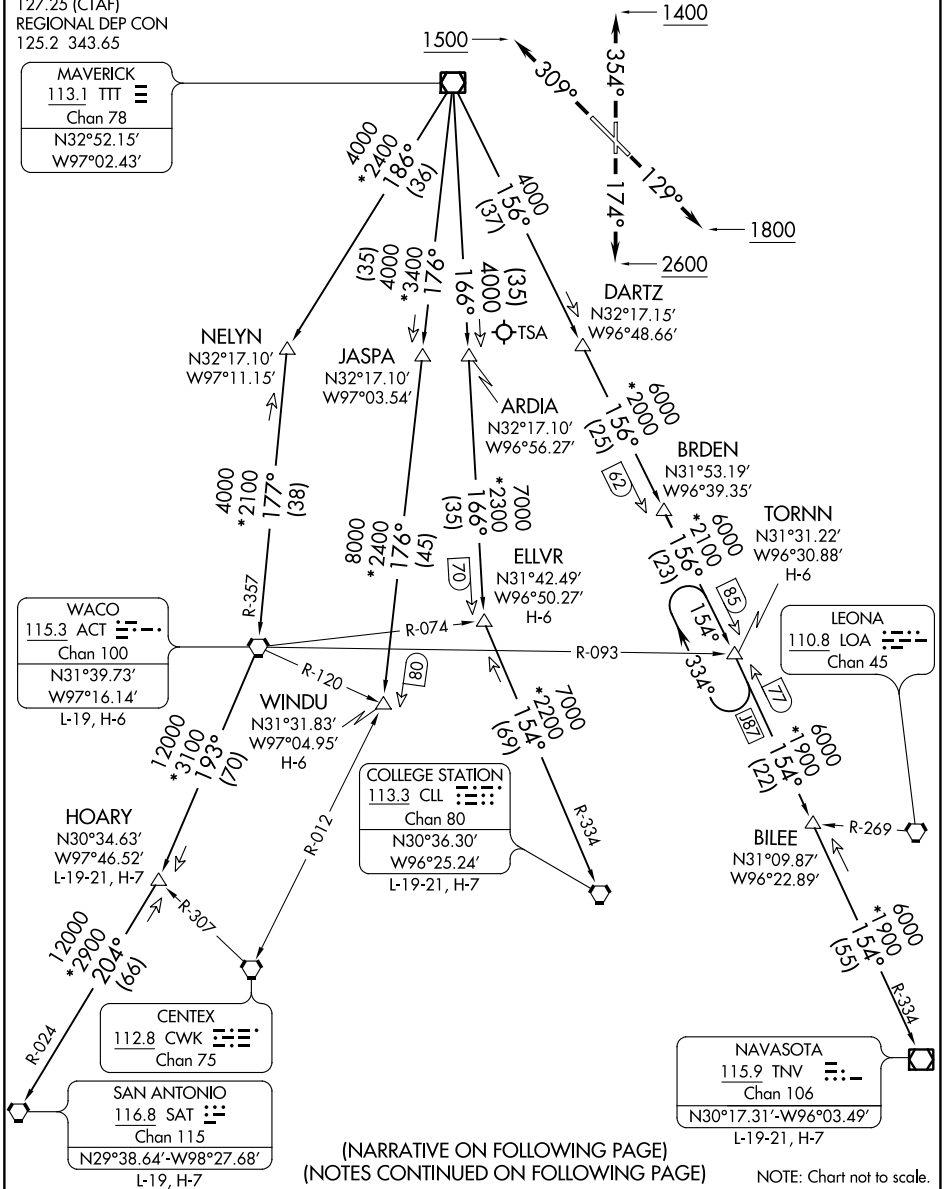 127.25 (CTAF)
REGIONAL DEP CON
125.2 343.65
1400
1500
354°
309°
129°
174°
1800
2600
MAVERICK
113.1 TTT
Chan 78
N32°52.15'
W97°02.43'
4000
*2400
186°
(36)
(35)
4000
*3400
176°
(35)
4000
166°
4000
156°
(37)
TSA
DARTZ
N32°17.15'
W96°48.66'
NELYN
N32°17.10'
W97°11.15'
JASPA
N32°17.10'
W97°03.54'
ARDIA
N32°17.10'
W96°56.27'
6000
*2000
156°
(25)
62
BRDEN
N31°53.19'
W96°39.35'
4000
*2100
177°
(38)
8000
*2400
176°
(45)
7000
*2300
166°
(35)
70
ELLVR
N31°42.49'
W96°50.27'
H-6
6000
*2100
156°
(23)
85
TORNN
N31°31.22'
W96°30.88'
H-6
154°
334°
77
J87
R-357
WACO
115.3 ACT
Chan 100
N31°39.73'
W97°16.14'
L-19, H-6
R-074
R-093
R-120
80
WINDU
N31°31.83'
W97°04.95'
H-6
LEONA
110.8 LOA
Chan 45
12000
*3100
193°
(70)
7000
*2200
154°
(69)
6000
*1900
154°
(22)
COLLEGE STATION
113.3 CLL
Chan 80
N30°36.30'
W96°25.24'
L-19-21, H-7
R-334
R-269
BILEE
N31°09.87'
W96°22.89'
HOARY
N30°34.63'
W97°46.52'
L-19-21, H-7
R-012
R-307
12000
*2900
204°
(66)
R-024
6000
*1900
154°
(55)
R-334
CENTEX
112.8 CWK
Chan 75
SAN ANTONIO
116.8 SAT
Chan 115
N29°38.64'-W98°27.68'
L-19, H-7
NAVASOTA
115.9 TNV
Chan 106
N30°17.31'-W96°03.49'
L-19-21, H-7
(NARRATIVE ON FOLLOWING PAGE)
(NOTES CONTINUED ON FOLLOWING PAGE)
NOTE: Chart not to scale.